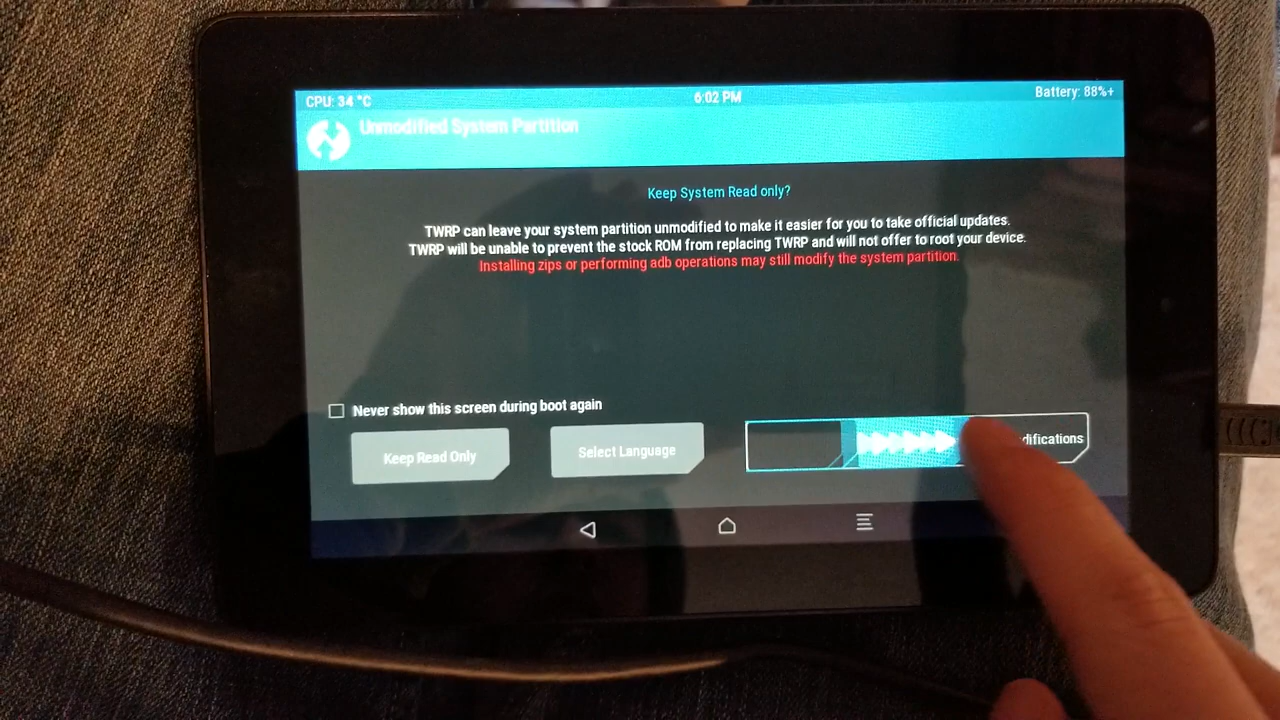 CPU: 34 °C
6:02 PM
Battery: 88%+
Unmodified System Partition
Keep System Read only?
TWRP can leave your system partition unmodified to make it easier for you to take official updates.
TWRP will be unable to prevent the stock ROM from replacing TWRP and will not offer to root your device.
Installing zips or performing adb operations may still modify the system partition.
Never show this screen during boot again
Keep Read Only
Select Language
difications